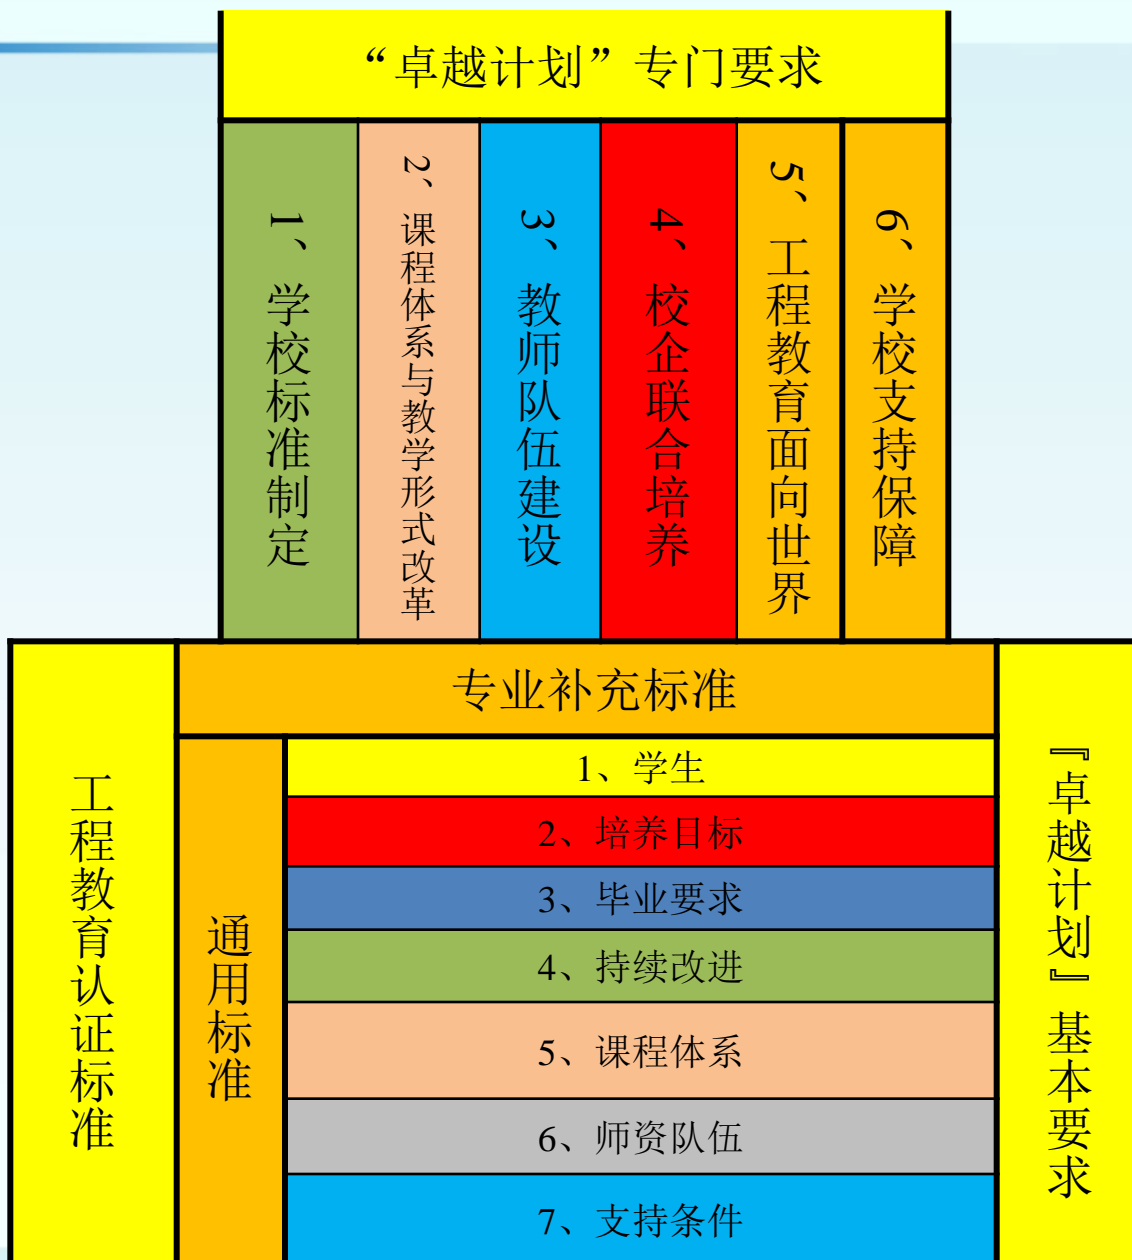 “卓越计划”专门要求
1、学校标准制定
2、课程体系与教学形式改革
3、教师队伍建设
4、校企联合培养
5、工程教育面向世界
6、学校支持保障
工程教育认证标准
专业补充标准
通用标准
1、学生
2、培养目标
3、毕业要求
4、持续改进
5、课程体系
6、师资队伍
7、支持条件
『卓越计划』基本要求